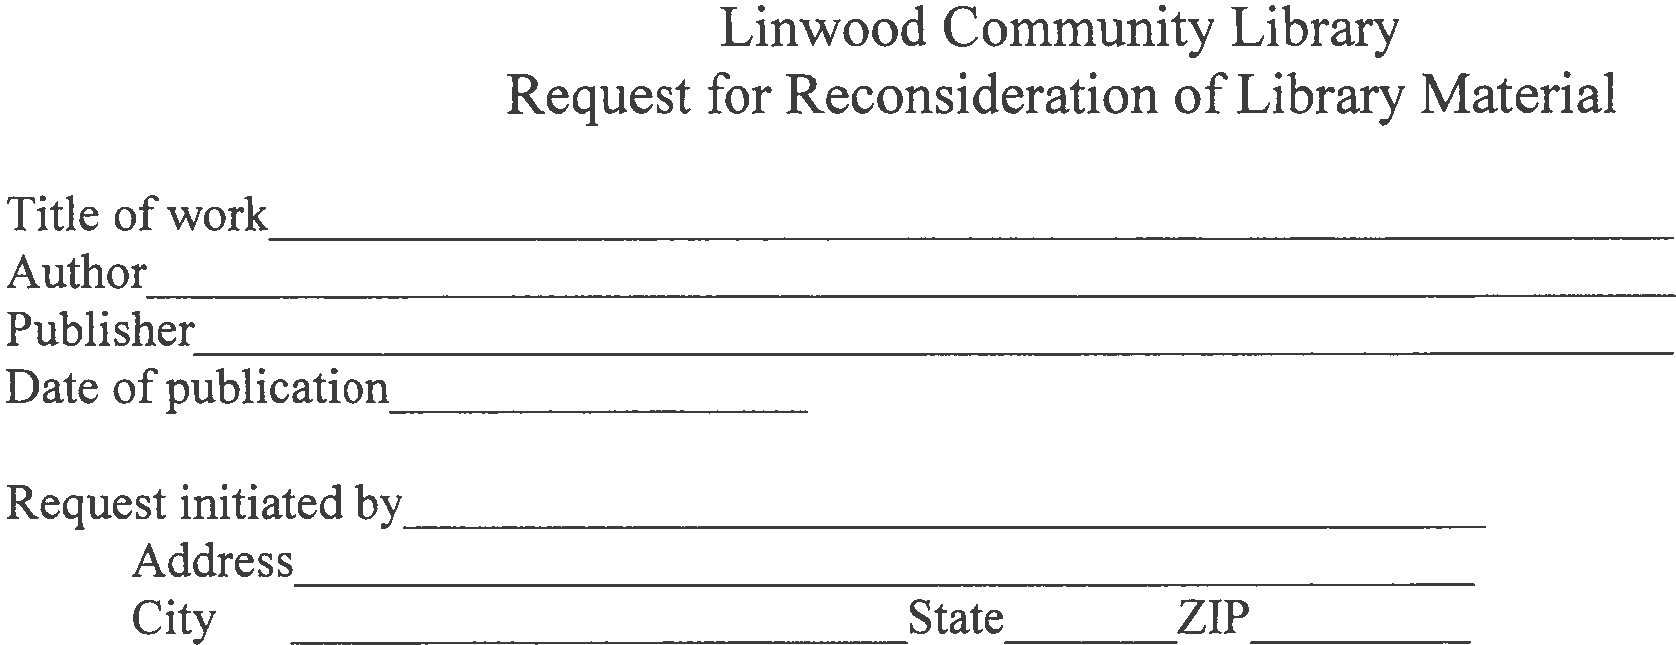 Linwood Community Library
Request for Reconsideration of Library Material
Title of work
Author
Publisher
Date of publication
Request initiated by
Address
City State ZIP